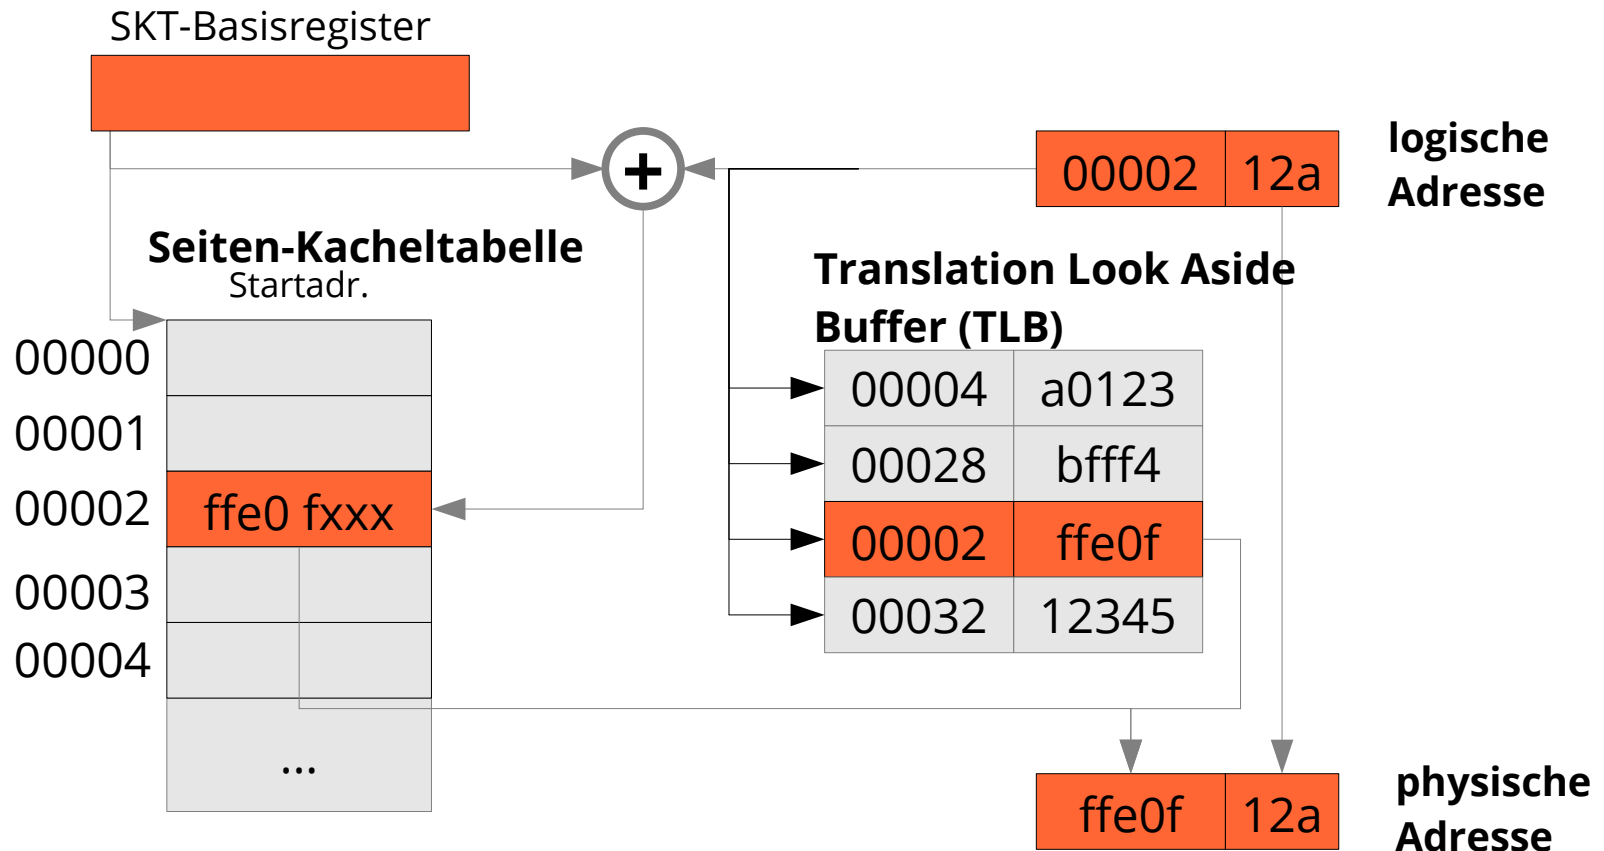 SKT-Basisregister
+
00002 12a
logische
Adresse
Seiten-Kacheltabelle
Startadr.
Translation Look Aside
Buffer (TLB)
00000
00001
00002 ffe0 fxxx
00003
00004
...
00004 a0123
00028 bfff4
00002 ffe0f
00032 12345
ffe0f 12a
physische
Adresse